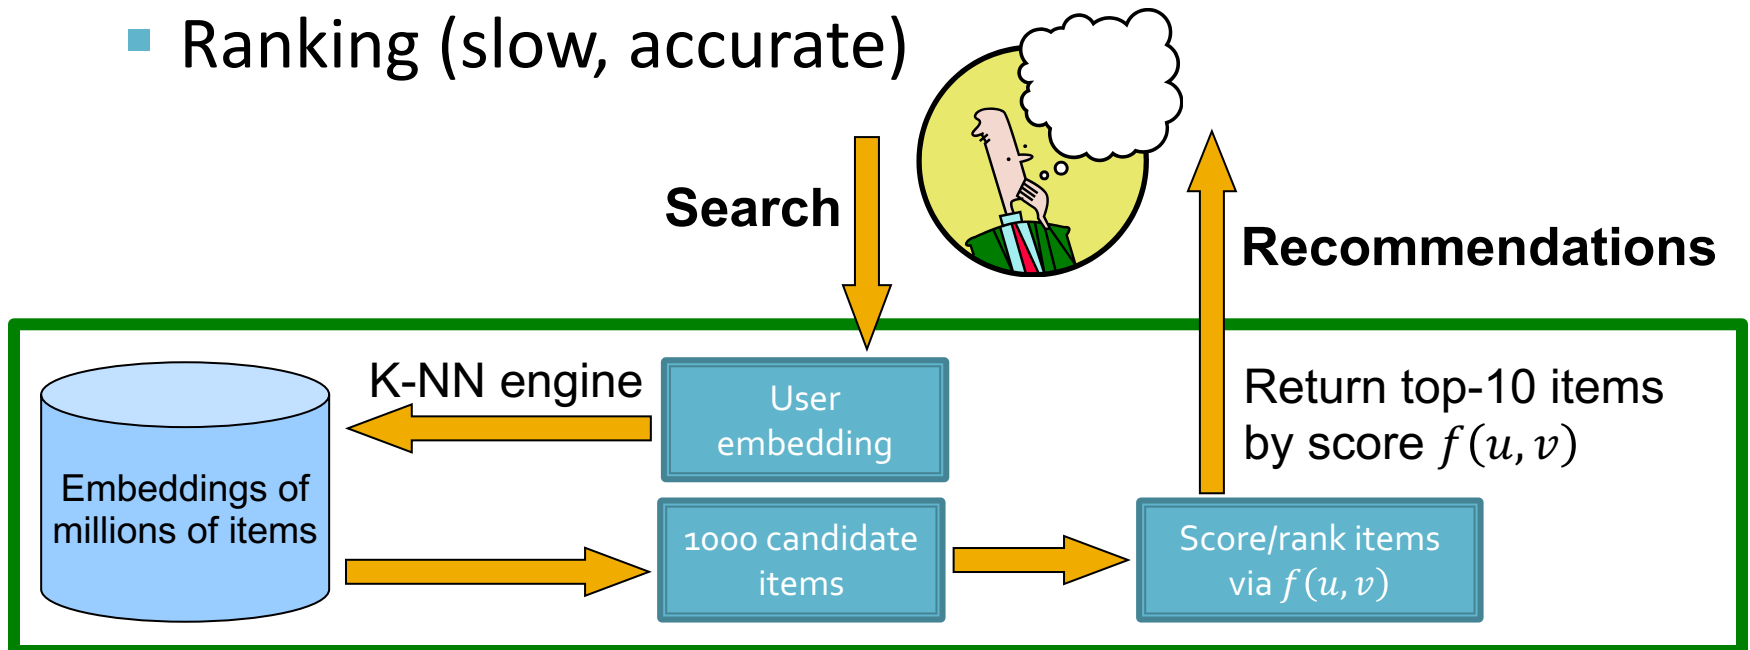 ▪ Ranking (slow, accurate)
Search
Recommendations
K-NN engine
User
embedding
Return top-10 items
by score f(u, v)
Embeddings of
millions of items
1000 candidate
items
Score/rank items
via f(u, v)